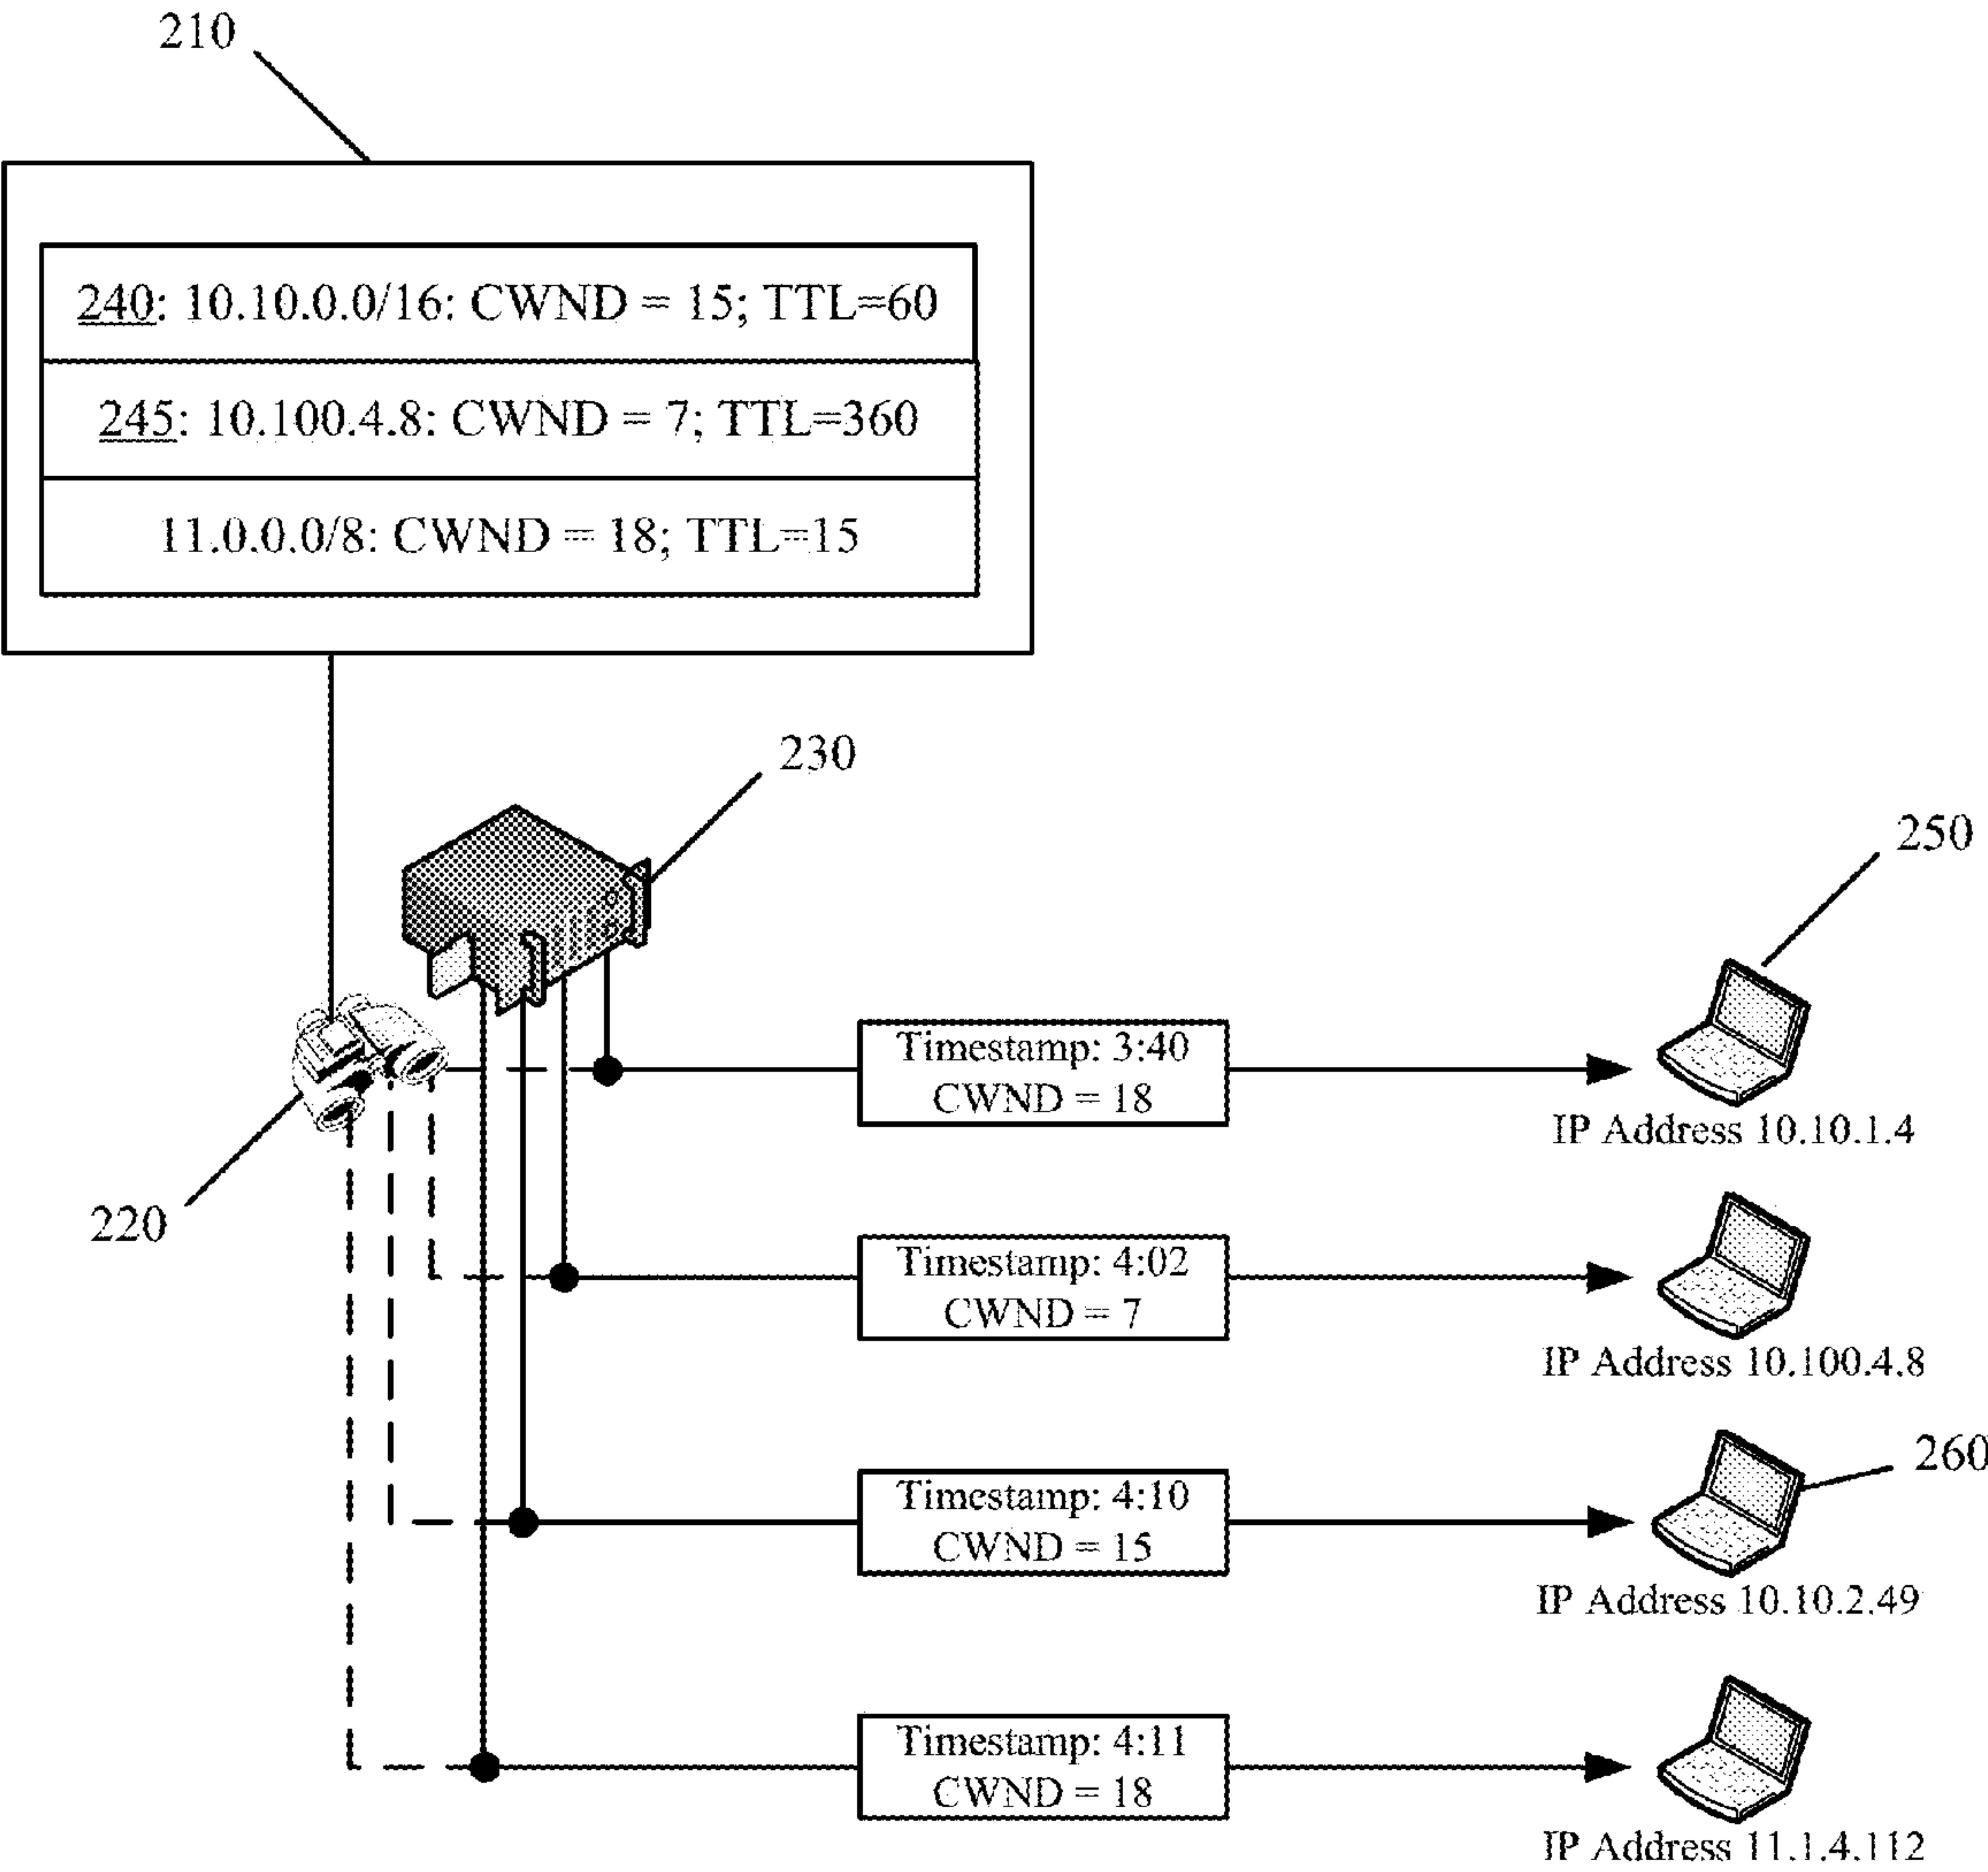 210
240: 10.10.0.0/16: CWND = 15; TTL=60
245: 10.100.4.8: CWND = 7; TTL=360
11.0.0.0/8: CWND = 18; TTL=15
230
250
Timestamp: 3:40
CWND = 18
IP Address 10.10.1.4
220
Timestamp: 4:02
CWND = 7
IP Address 10.100.4.8
260
Timestamp: 4:10
CWND = 15
IP Address 10.10.2.49
Timestamp: 4:11
CWND = 18
IP Address 11.1.4.112